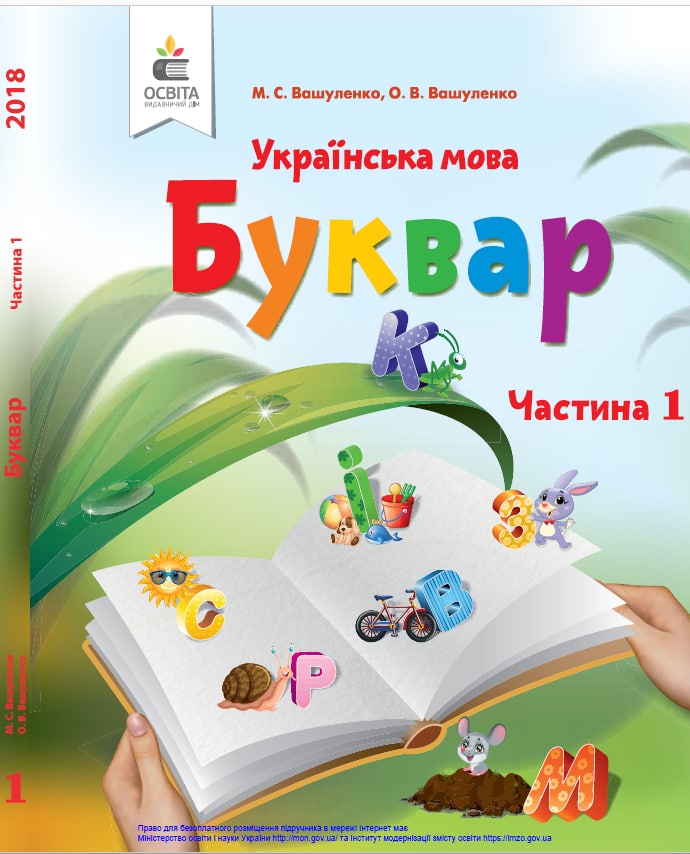 2018
Частина 1
Буквар
М. С. Вашуленко
О. В. Вашуленко
1
ОСВІТА
ВИДАВНИЧИЙ ДІМ
М. С. Вашуленко, О. В. Вашуленко
Українська мова
Буквар
К
Частина 1
І
З
С
В
Р
М
Право для безоплатного розміщення підручника в мережі Інтернет має
Міністерство освіти і науки України http://mon.gov.ua/ та Інститут модернізації змісту освіти https://imzo.gov.ua